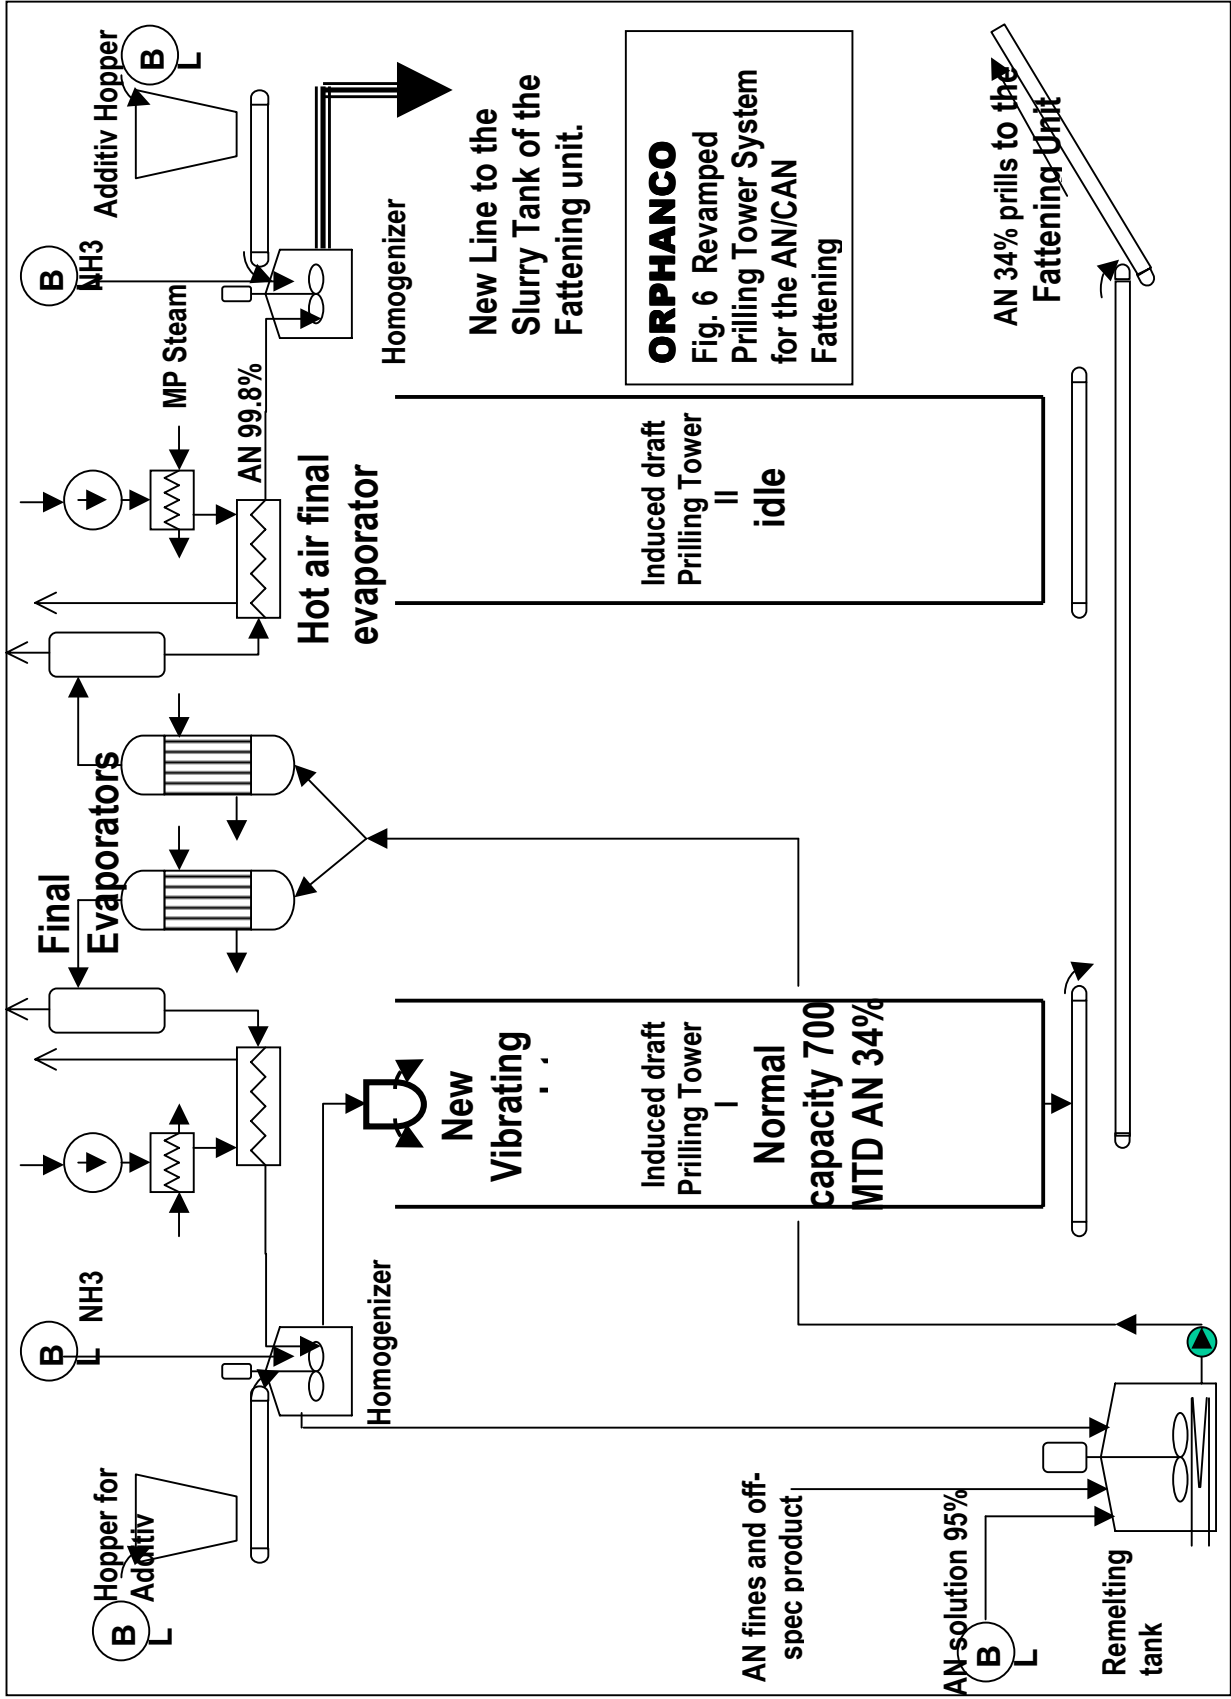 Hopper for
Additiv
B
L
B
L
NH3
Final
Evaporators
MP Steam
AN 99.8%
B
L
NH3
Additiv Hopper
B
L
Homogenizer
Hot air final
evaporator
Homogenizer
New
Vibrating
New Line to the
Slurry Tank of the
Fattening unit.
Induced draft
Prilling Tower
I
Normal
capacity 700
MTD AN 34%
Induced draft
Prilling Tower
II
idle
ORPHANCO
Fig. 6 Revamped
Prilling Tower System
for the AN/CAN
Fattening
AN fines and off-
spec product
AN solution 95%
B
L
Remelting
tank
AN 34% prills to the
Fattening Unit